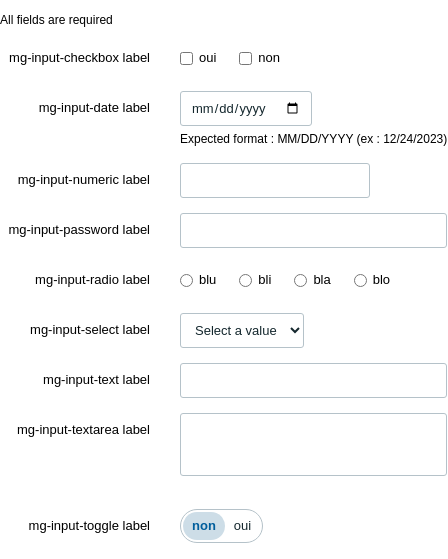 All fields are required
mg-input-checkbox label oui non
mg-input-date label mm/dd/yyyy
Expected format : MM/DD/YYYY (ex : 12/24/2023)
mg-input-numeric label
mg-input-password label
mg-input-radio label blu bli bla blo
mg-input-select label Select a value
mg-input-text label
mg-input-textarea label
mg-input-toggle label non oui